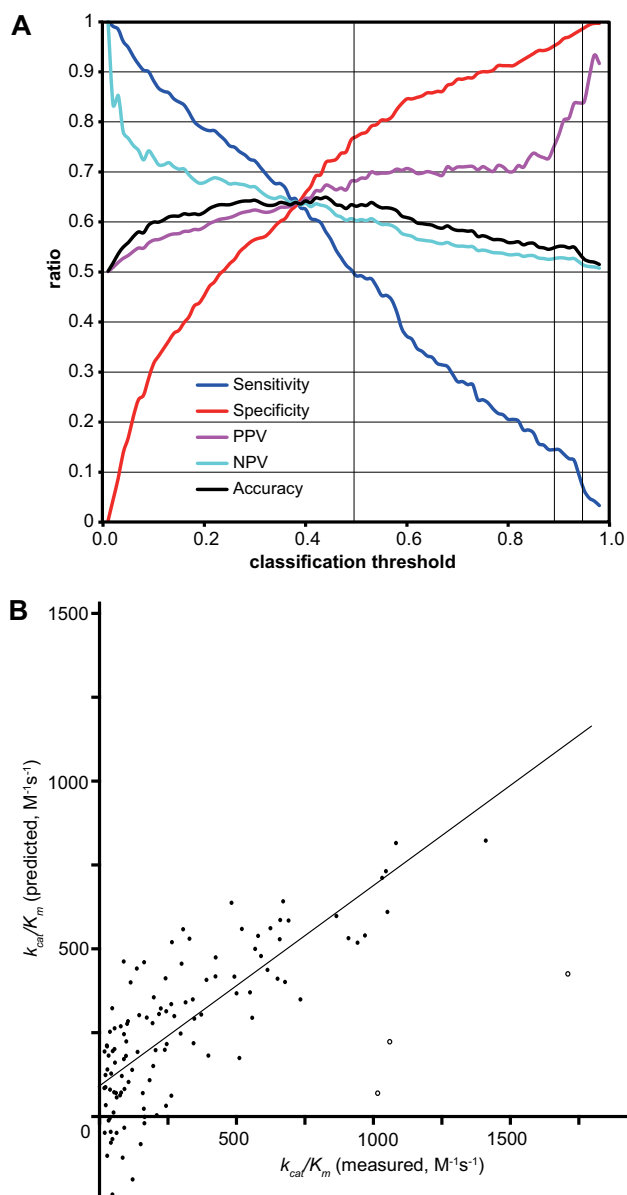 A
1
0.9
0.8
0.7
0.6
0.5
0.4
0.3
0.2
0.1
0
ratio
Sensitivity
Specificity
PPV
NPV
Accuracy
0.0 0.2 0.4 0.6 0.8 1.0
classification threshold
B
1500
1000
500
0
kcat/Km (predicted, M⁻¹s⁻¹)
500 1000 1500
kcat/Km (measured, M⁻¹s⁻¹)